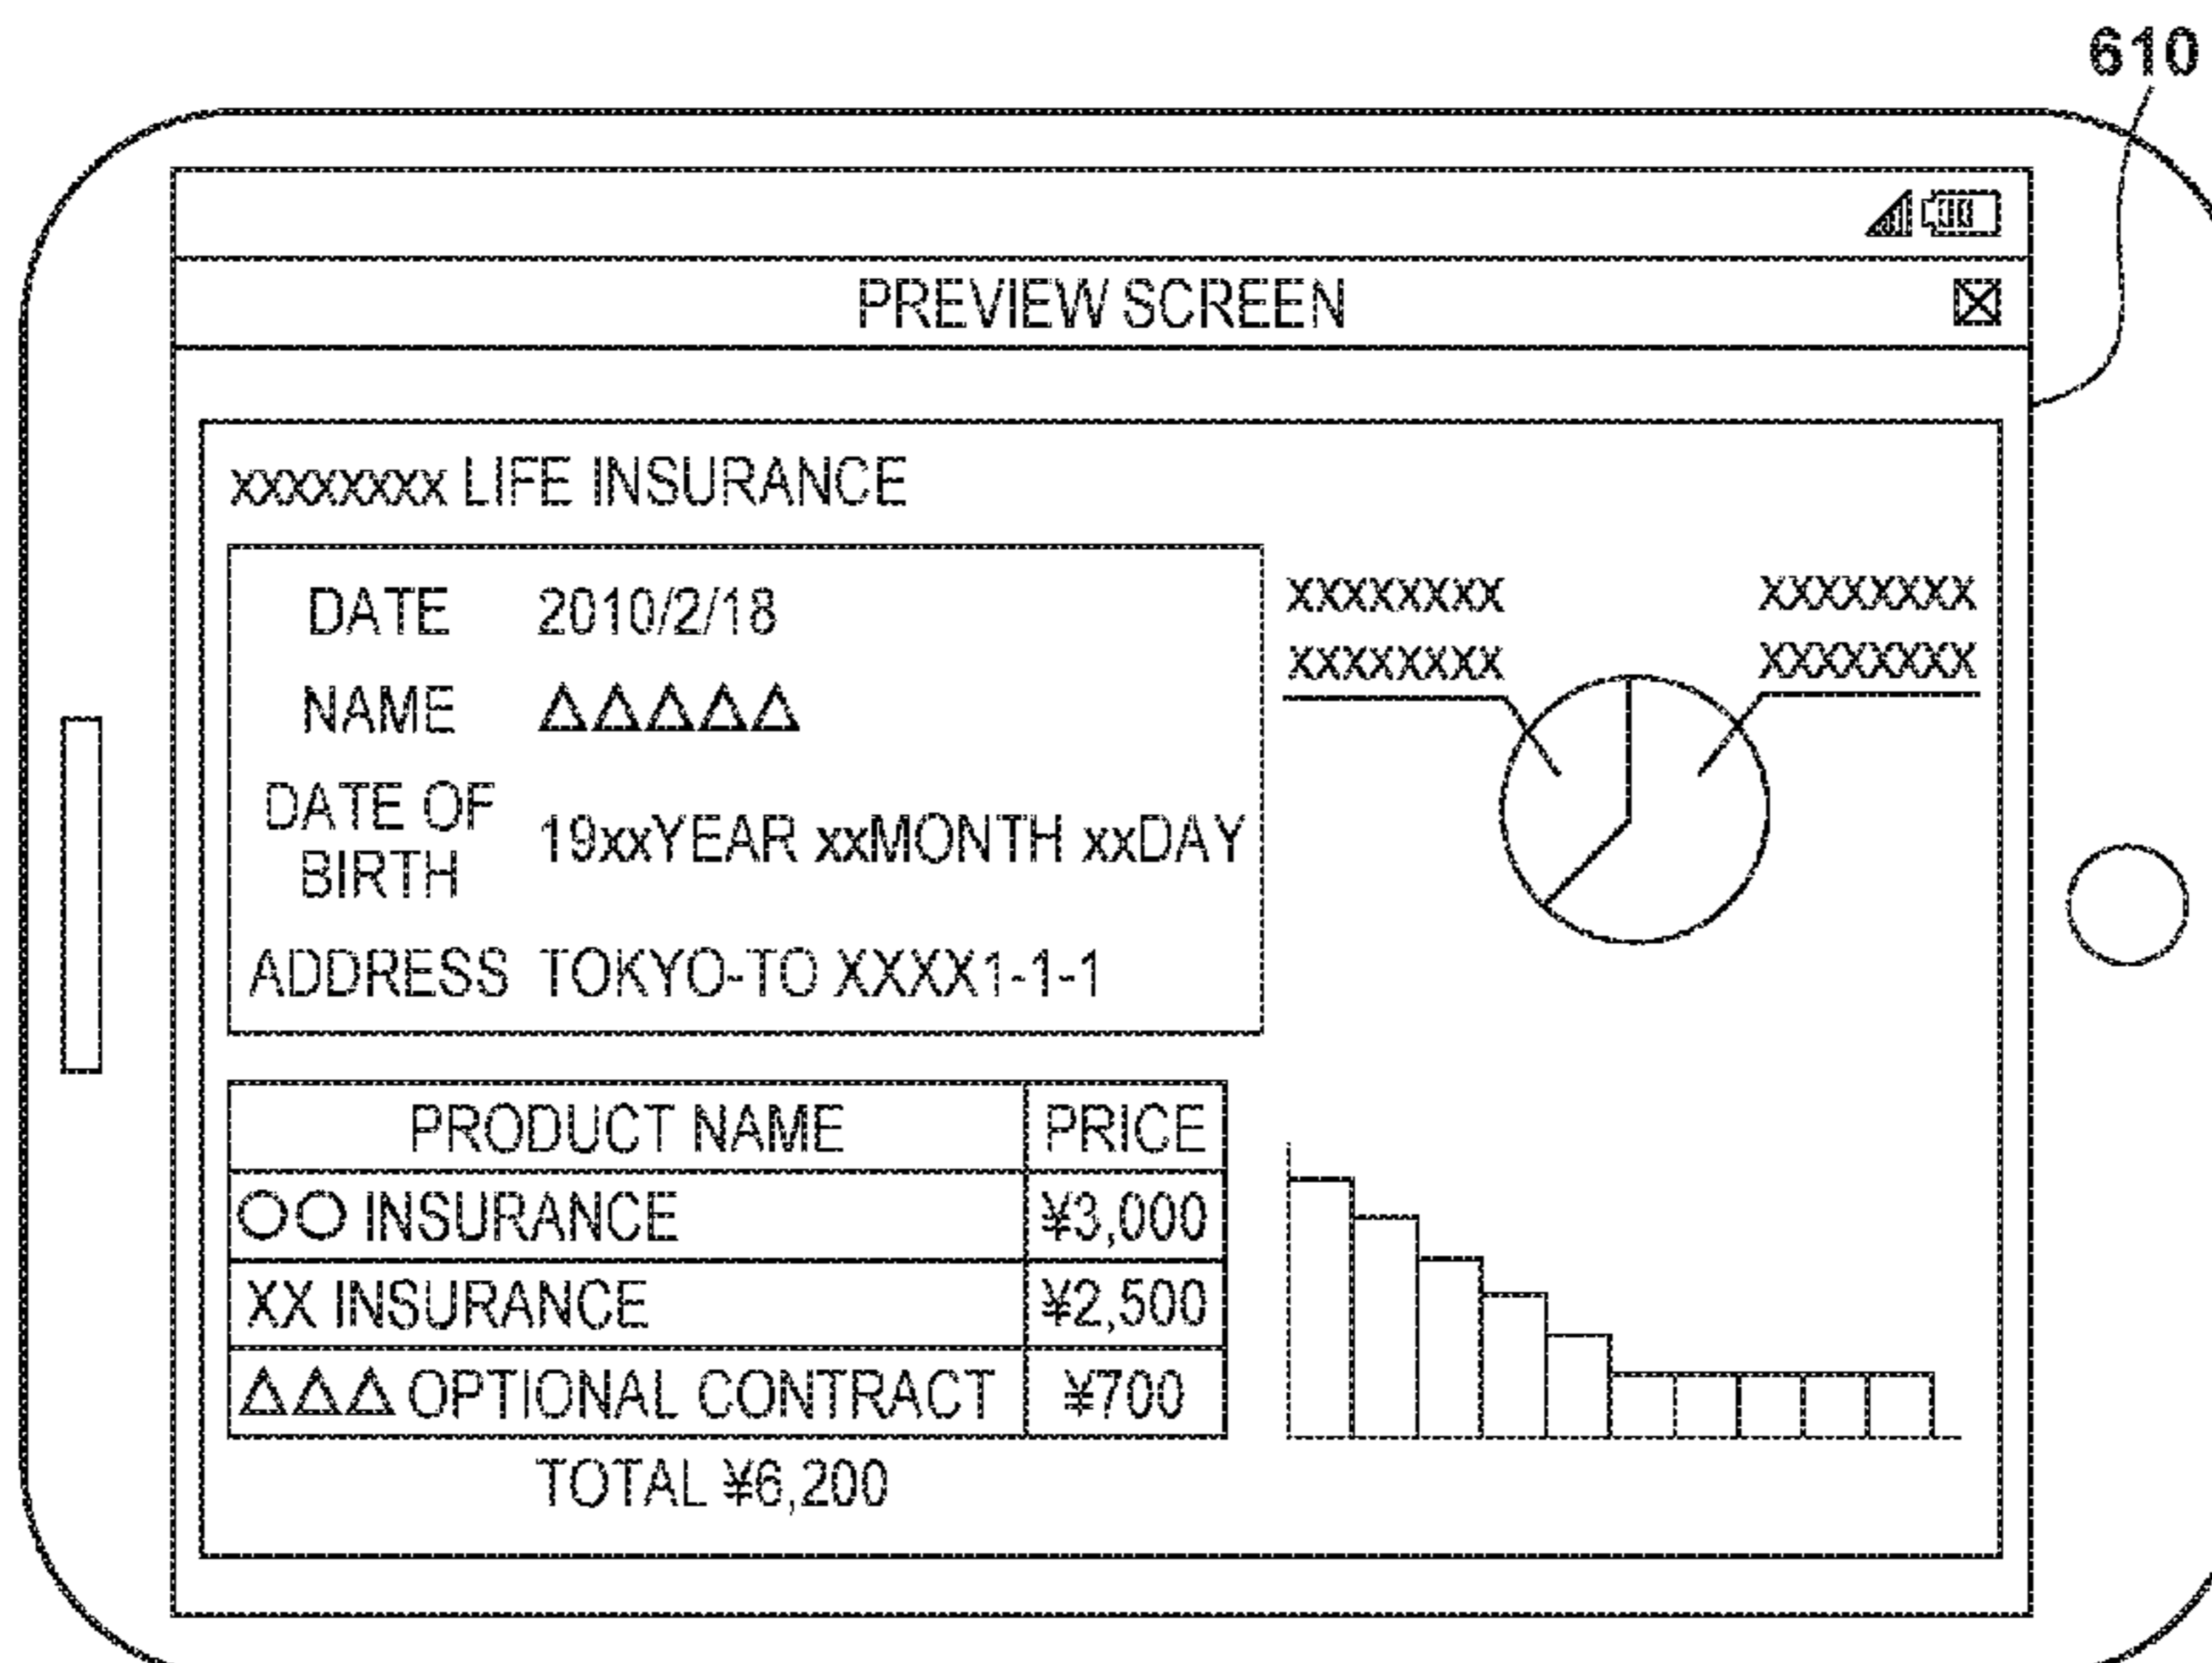 610
PREVIEW SCREEN
xxxxxxxx LIFE INSURANCE
DATE 2010/2/18
NAME △△△△△
DATE OF BIRTH 19xxYEAR xxMONTH xxDAY
ADDRESS TOKYO-TO XXXX1-1-1
XXXXXXXX XXXXXXXX
XXXXXXXX XXXXXXXX
PRODUCT NAME PRICE
○○ INSURANCE ¥3,000
XX INSURANCE ¥2,500
△△△ OPTIONAL CONTRACT ¥700
TOTAL ¥6,200